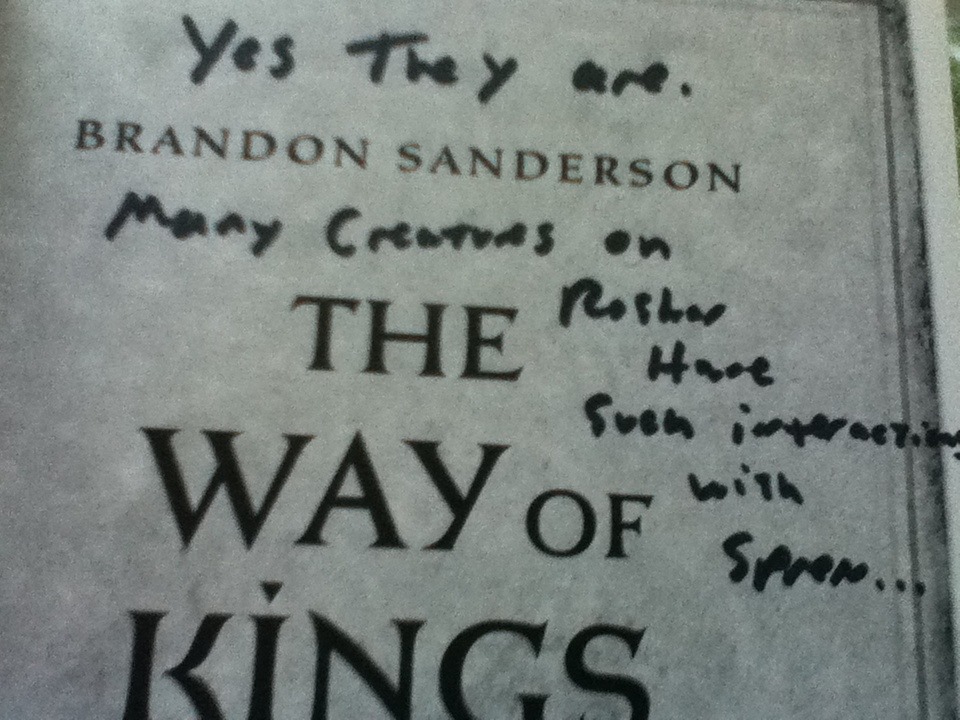 Yes They are.
BRANDON SANDERSON
Many Creatures on
THE Roshar
Have
Such interactions
WAY OF with
Spren...
KINGS